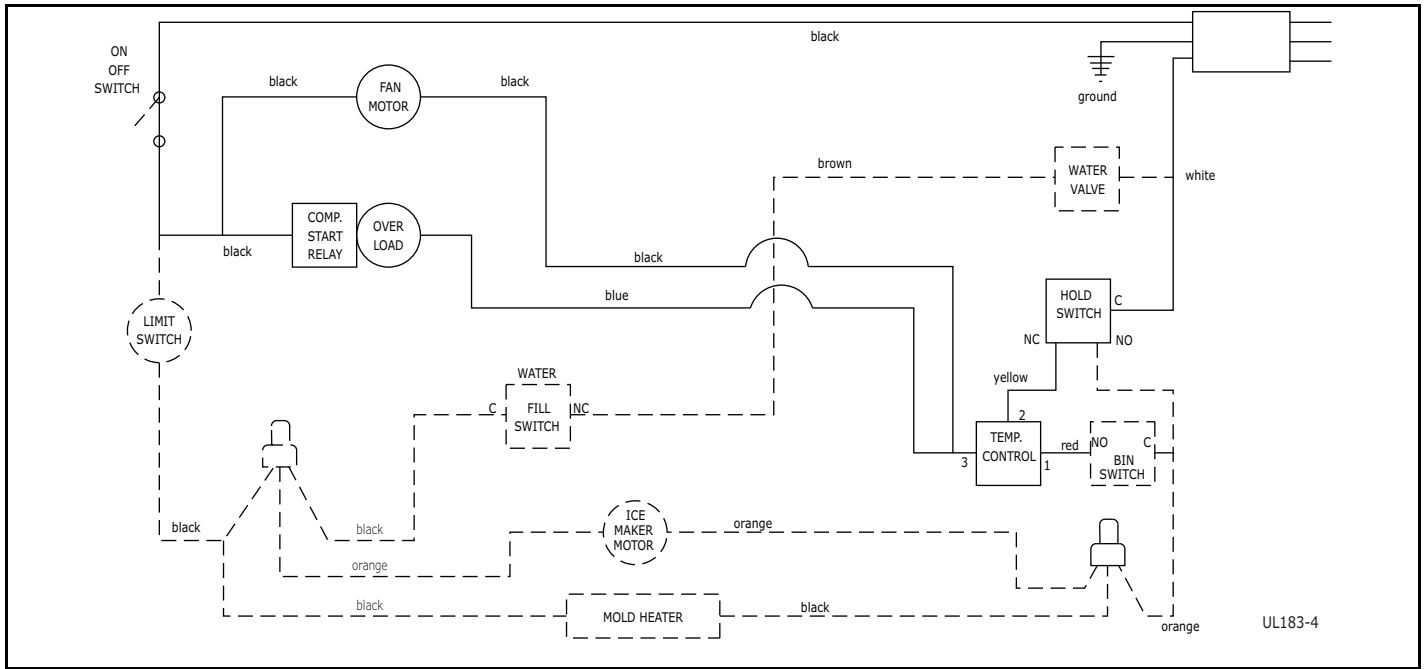 black
ON
OFF
SWITCH
ground
black
FAN
MOTOR
black
brown
WATER
VALVE
white
COMP.
START
RELAY
OVER
LOAD
black
black
blue
HOLD
SWITCH
C
NC
NO
LIMIT
SWITCH
WATER
C
FILL
SWITCH
NC
yellow
2
TEMP.
CONTROL
3
1
red
NO
C
BIN
SWITCH
black
black
orange
ICE
MAKER
MOTOR
orange
black
MOLD HEATER
black
orange
UL183-4